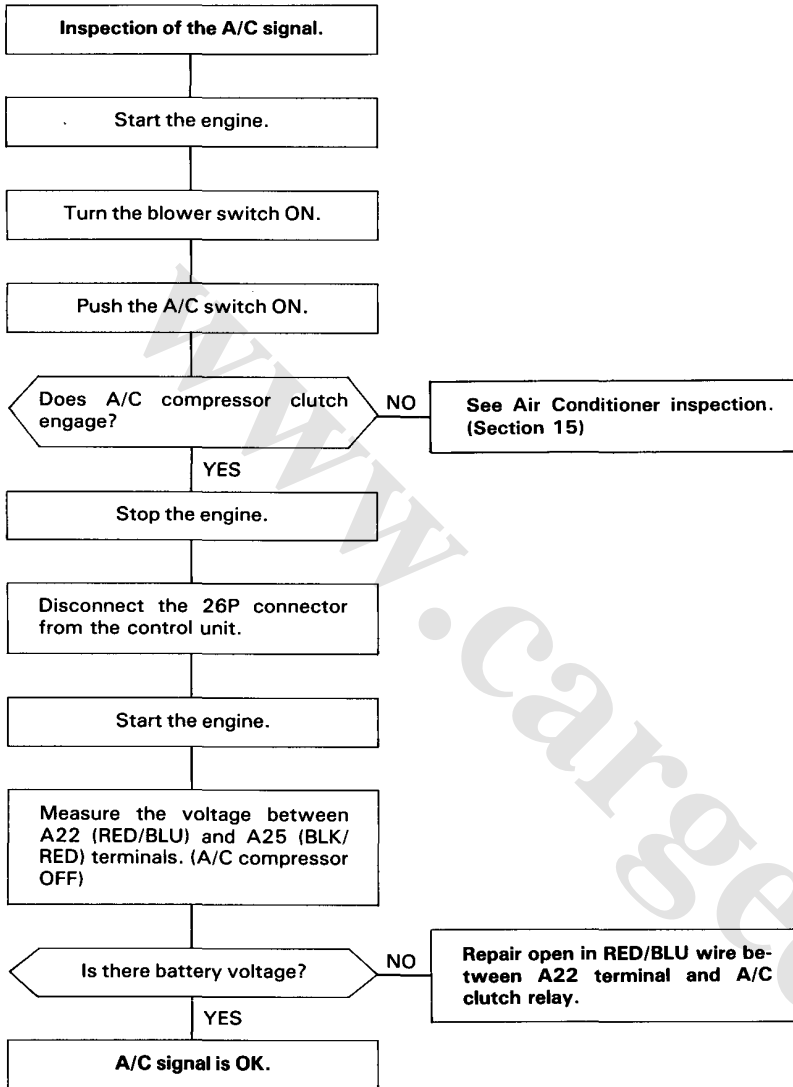 Inspection of the A/C signal.
Start the engine.
Turn the blower switch ON.
Push the A/C switch ON.
Does A/C compressor clutch
engage?
NO
See Air Conditioner inspection.
(Section 15)
YES
Stop the engine.
Disconnect the 26P connector
from the control unit.
Start the engine.
Measure the voltage between
A22 (RED/BLU) and A25 (BLK/
RED) terminals. (A/C compressor
OFF)
Is there battery voltage?
NO
Repair open in RED/BLU wire be-
tween A22 terminal and A/C
clutch relay.
YES
A/C signal is OK.
www.carge